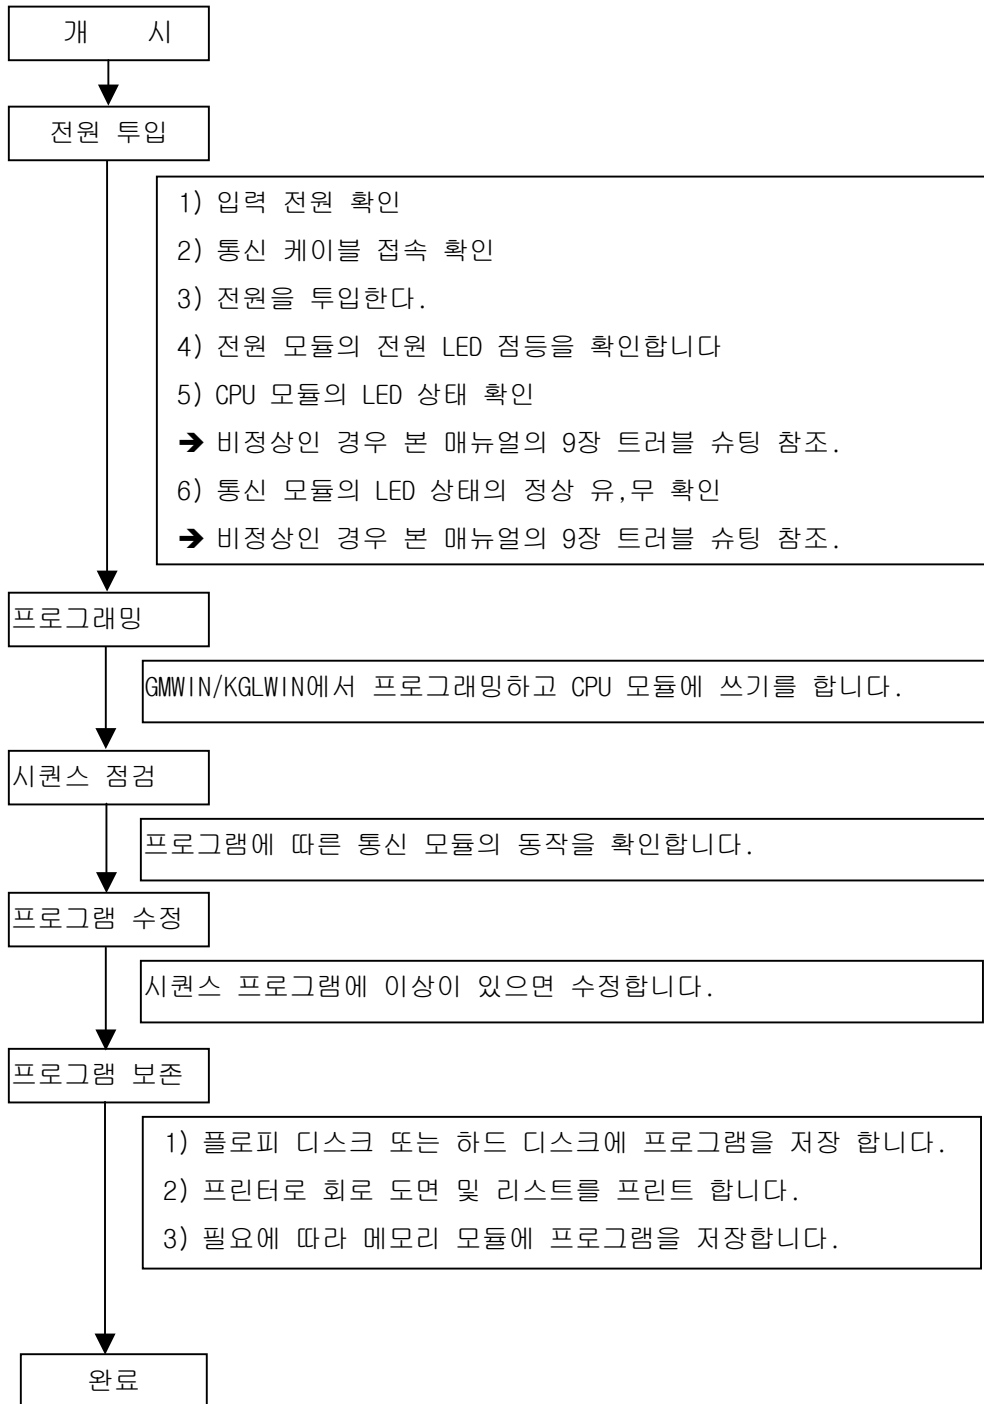 개 시
전원 투입
1) 입력 전원 확인
2) 통신 케이블 접속 확인
3) 전원을 투입한다.
4) 전원 모듈의 전원 LED 점등을 확인합니다
5) CPU 모듈의 LED 상태 확인
➔ 비정상인 경우 본 매뉴얼의 9장 트러블 슈팅 참조.
6) 통신 모듈의 LED 상태의 정상 유,무 확인
➔ 비정상인 경우 본 매뉴얼의 9장 트러블 슈팅 참조.
프로그래밍
GMWIN/KGLWIN에서 프로그래밍하고 CPU 모듈에 쓰기를 합니다.
시퀀스 점검
프로그램에 따른 통신 모듈의 동작을 확인합니다.
프로그램 수정
시퀀스 프로그램에 이상이 있으면 수정합니다.
프로그램 보존
1) 플로피 디스크 또는 하드 디스크에 프로그램을 저장 합니다.
2) 프린터로 회로 도면 및 리스트를 프린트 합니다.
3) 필요에 따라 메모리 모듈에 프로그램을 저장합니다.
완료